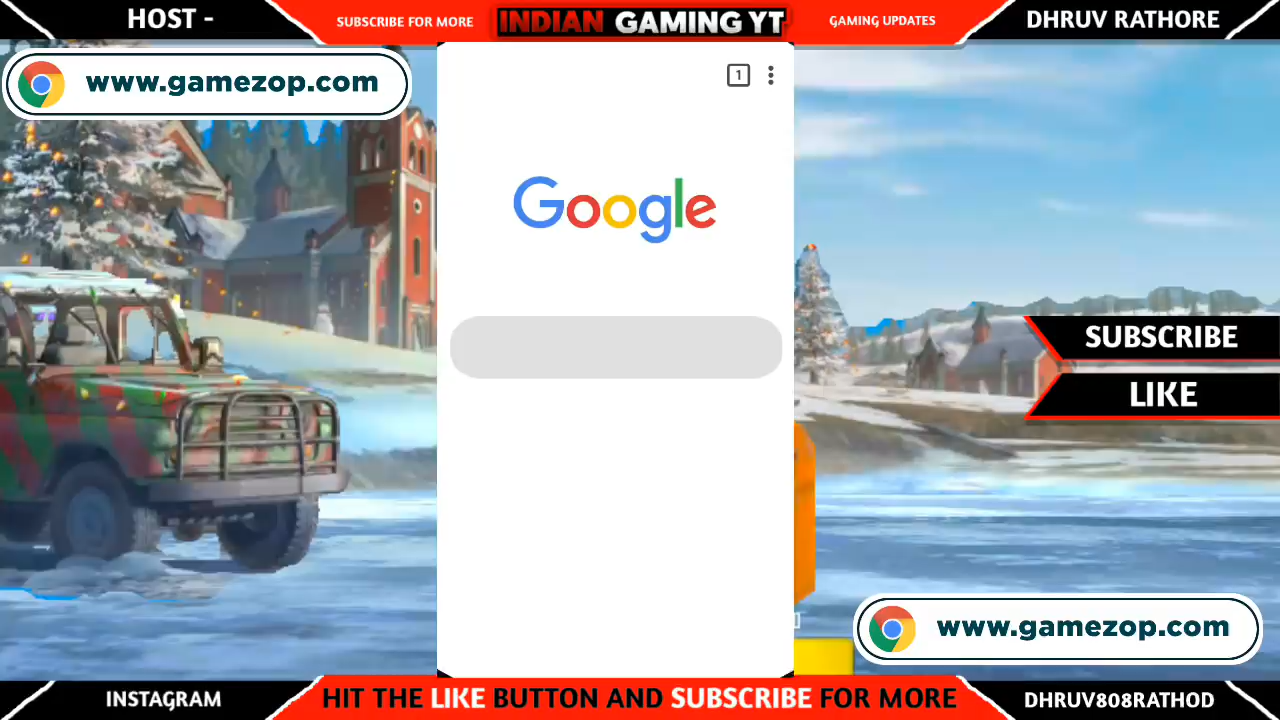 HOST -
SUBSCRIBE FOR MORE
INDIAN GAMING YT
GAMING UPDATES
DHRUV RATHORE
www.gamezop.com
1
Google
SUBSCRIBE
LIKE
www.gamezop.com
INSTAGRAM
HIT THE LIKE BUTTON AND SUBSCRIBE FOR MORE
DHRUV808RATHOD